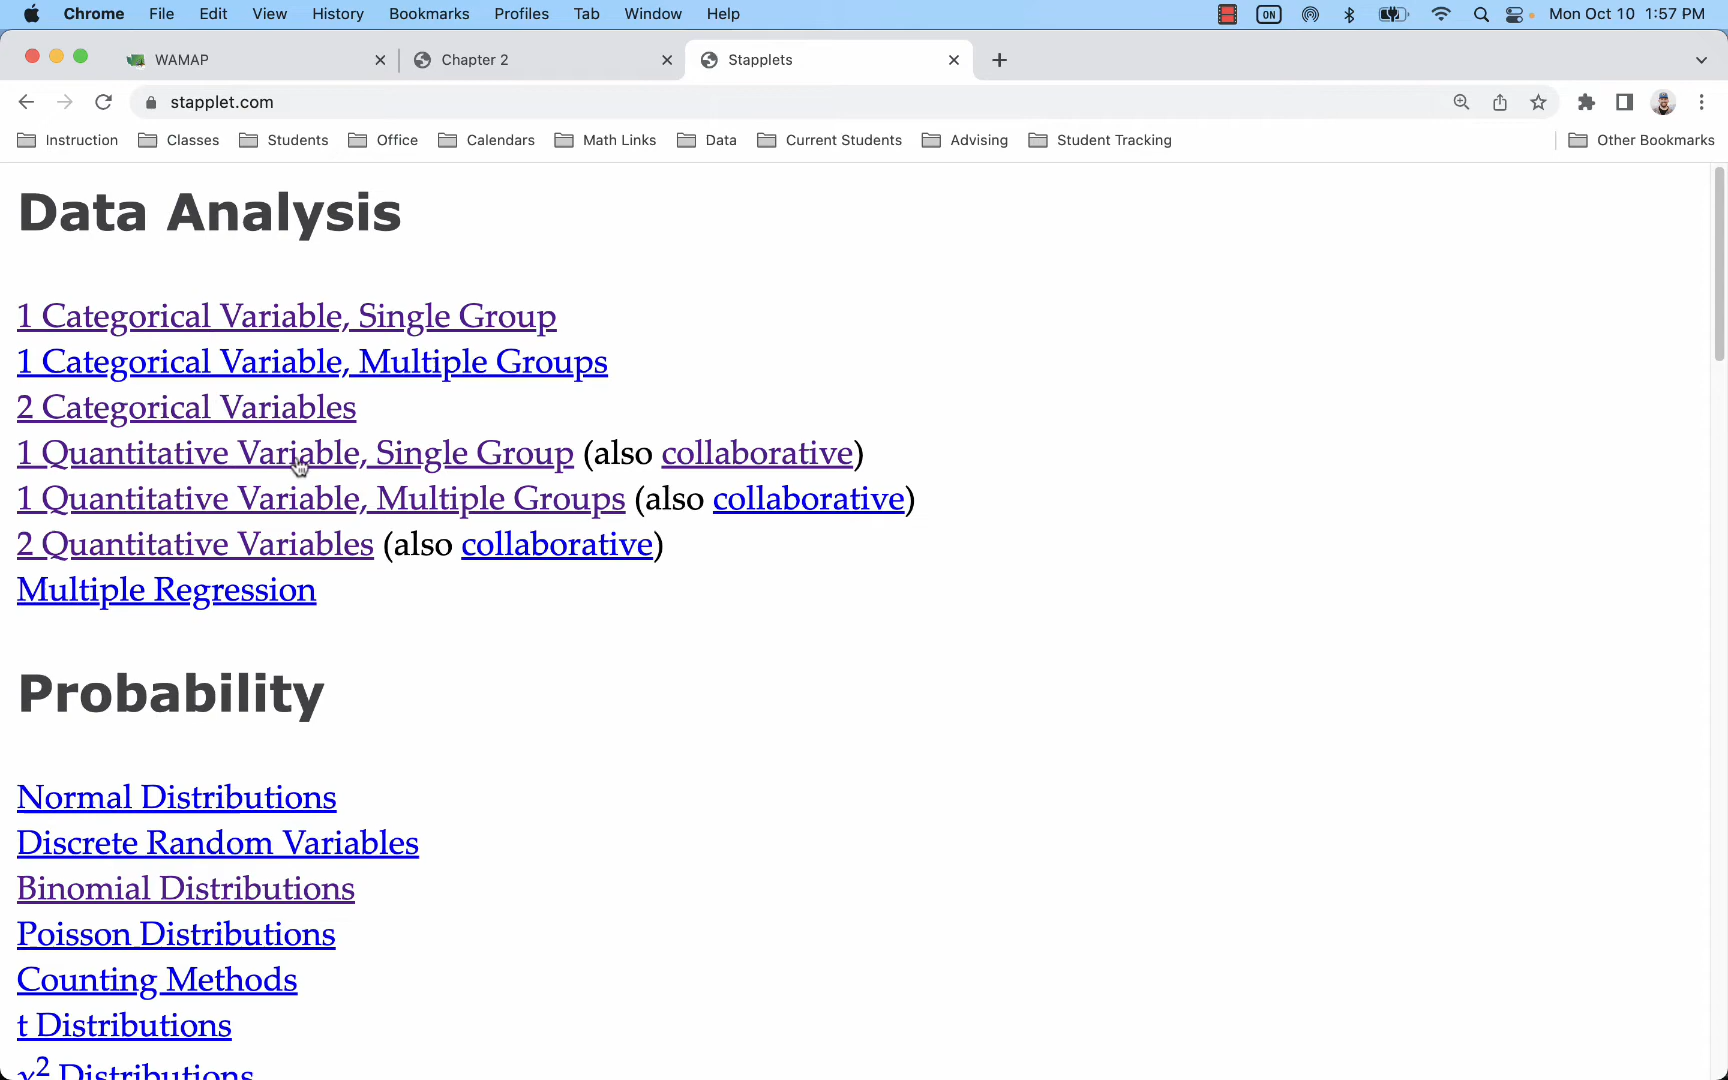 Chrome File Edit View History Bookmarks Profiles Tab Window Help ON Mon Oct 10 1:57 PM
WAMAP Chapter 2 Stapplets
stapplet.com
Instruction Classes Students Office Calendars Math Links Data Current Students Advising Student Tracking Other Bookmarks
Data Analysis
1 Categorical Variable, Single Group
1 Categorical Variable, Multiple Groups
2 Categorical Variables
1 Quantitative Variable, Single Group (also collaborative)
1 Quantitative Variable, Multiple Groups (also collaborative)
2 Quantitative Variables (also collaborative)
Multiple Regression
Probability
Normal Distributions
Discrete Random Variables
Binomial Distributions
Poisson Distributions
Counting Methods
t Distributions
χ2 Distributions